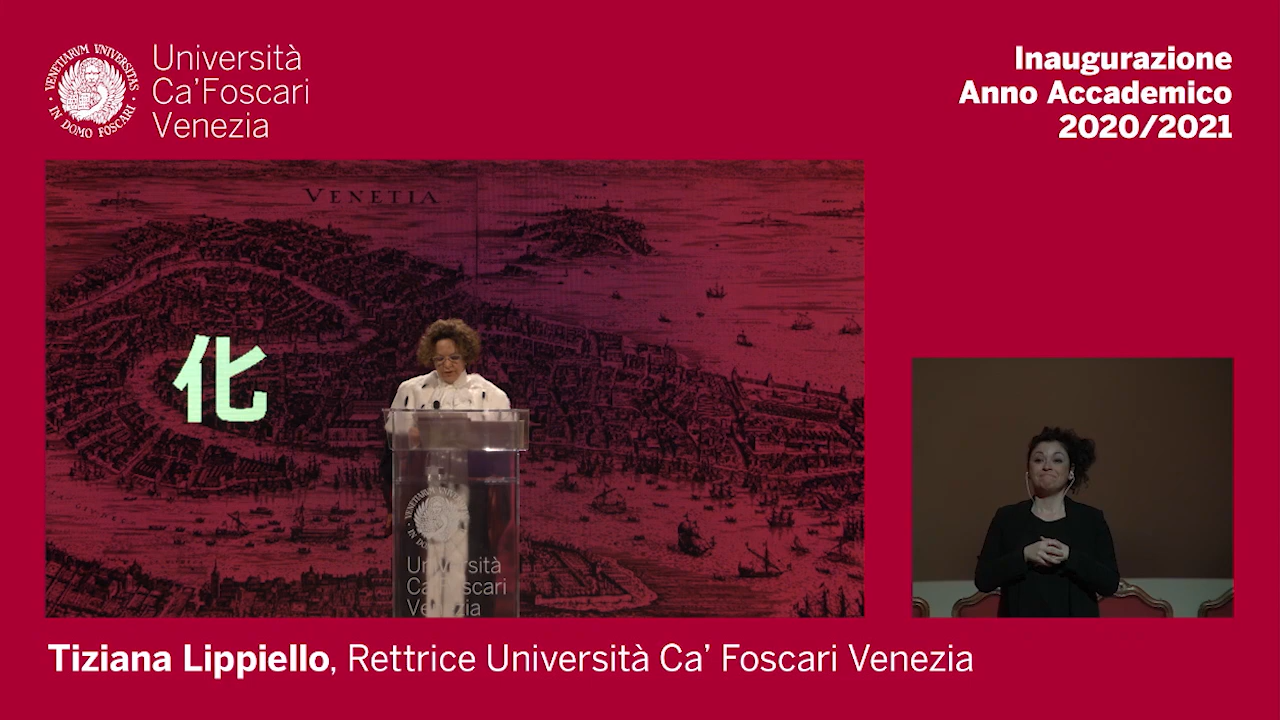 VENETIARVM VNIVERSITAS
IN DOMO FOSCARI
Università
Ca’Foscari
Venezia
Inaugurazione
Anno Accademico
2020/2021
VENETIA
化
Università
Ca’Foscari
Venezia
Tiziana Lippiello, Rettrice Università Ca’ Foscari Venezia